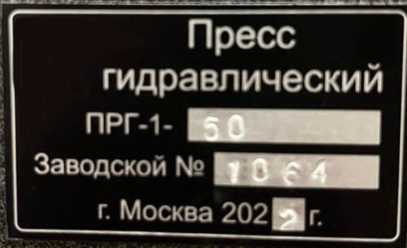 Пресс
гидравлический
ПРГ-1- 50
Заводской № 1064
г. Москва 2022 г.